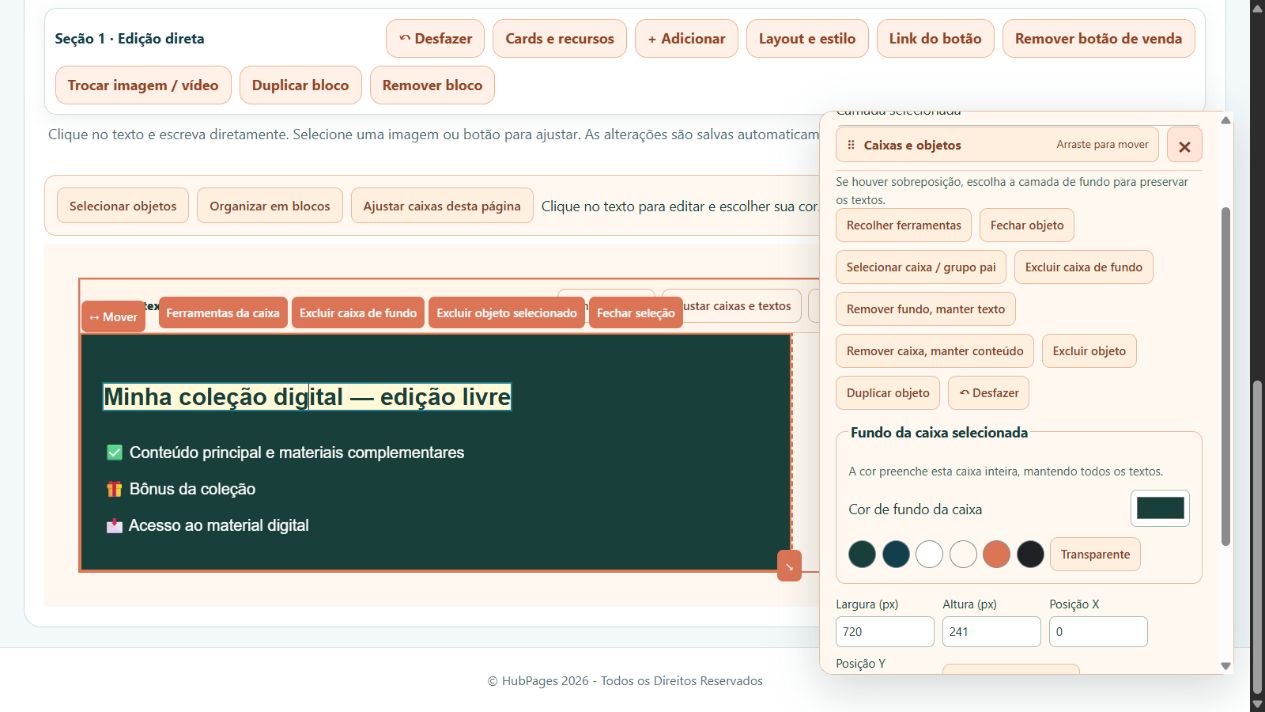 Seção 1 · Edição direta
↶ Desfazer
Cards e recursos
+ Adicionar
Layout e estilo
Link do botão
Remover botão de venda
Trocar imagem / vídeo
Duplicar bloco
Remover bloco
Clique no texto e escreva diretamente. Selecione uma imagem ou botão para ajustar. As alterações são salvas automaticam
Selecionar objetos
Organizar em blocos
Ajustar caixas desta página
Clique no texto para editar e escolher sua cor.
ustar caixas e textos
↔ Mover
Ferramentas da caixa
Excluir caixa de fundo
Excluir objeto selecionado
Fechar seleção
Minha coleção digital — edição livre
✅ Conteúdo principal e materiais complementares
🎁 Bônus da coleção
📩 Acesso ao material digital
Camada selecionada
⠿ Caixas e objetos
Arraste para mover
×
Se houver sobreposição, escolha a camada de fundo para preservar
os textos.
Recolher ferramentas
Fechar objeto
Selecionar caixa / grupo pai
Excluir caixa de fundo
Remover fundo, manter texto
Remover caixa, manter conteúdo
Excluir objeto
Duplicar objeto
↶ Desfazer
Fundo da caixa selecionada
A cor preenche esta caixa inteira, mantendo todos os textos.
Cor de fundo da caixa
Transparente
Largura (px)
Altura (px)
Posição X
720
241
0
Posição Y
© HubPages 2026 - Todos os Direitos Reservados